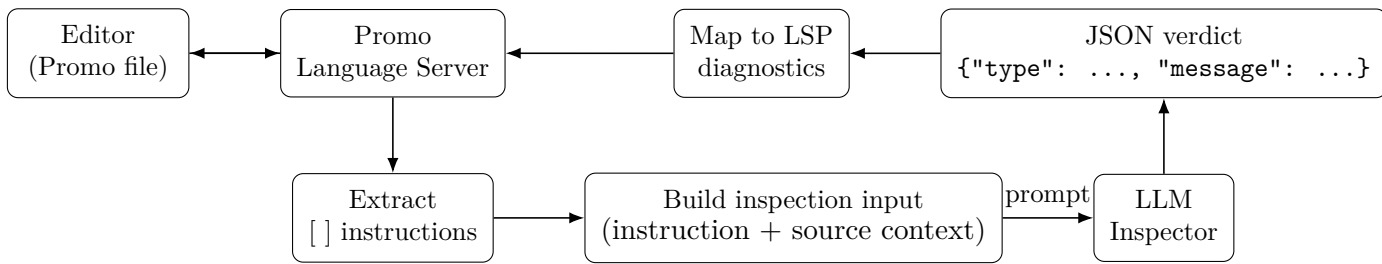 Editor
(Promo file)
Promo
Language Server
Map to LSP
diagnostics
JSON verdict
{"type": ..., "message": ...}
Extract
[ ] instructions
Build inspection input
(instruction + source context)
prompt
LLM
Inspector